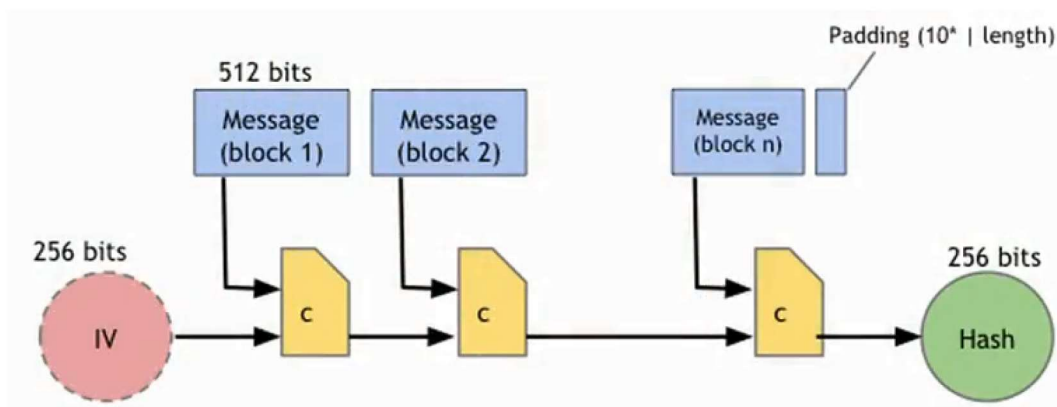 Padding (10* | length)
512 bits
Message
(block 1)
Message
(block 2)
Message
(block n)
256 bits
256 bits
IV
c
c
c
Hash